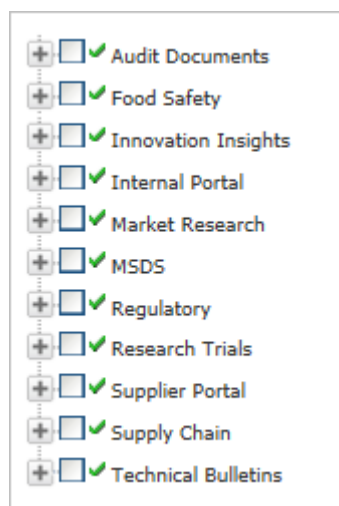 Audit Documents
Food Safety
Innovation Insights
Internal Portal
Market Research
MSDS
Regulatory
Research Trials
Supplier Portal
Supply Chain
Technical Bulletins